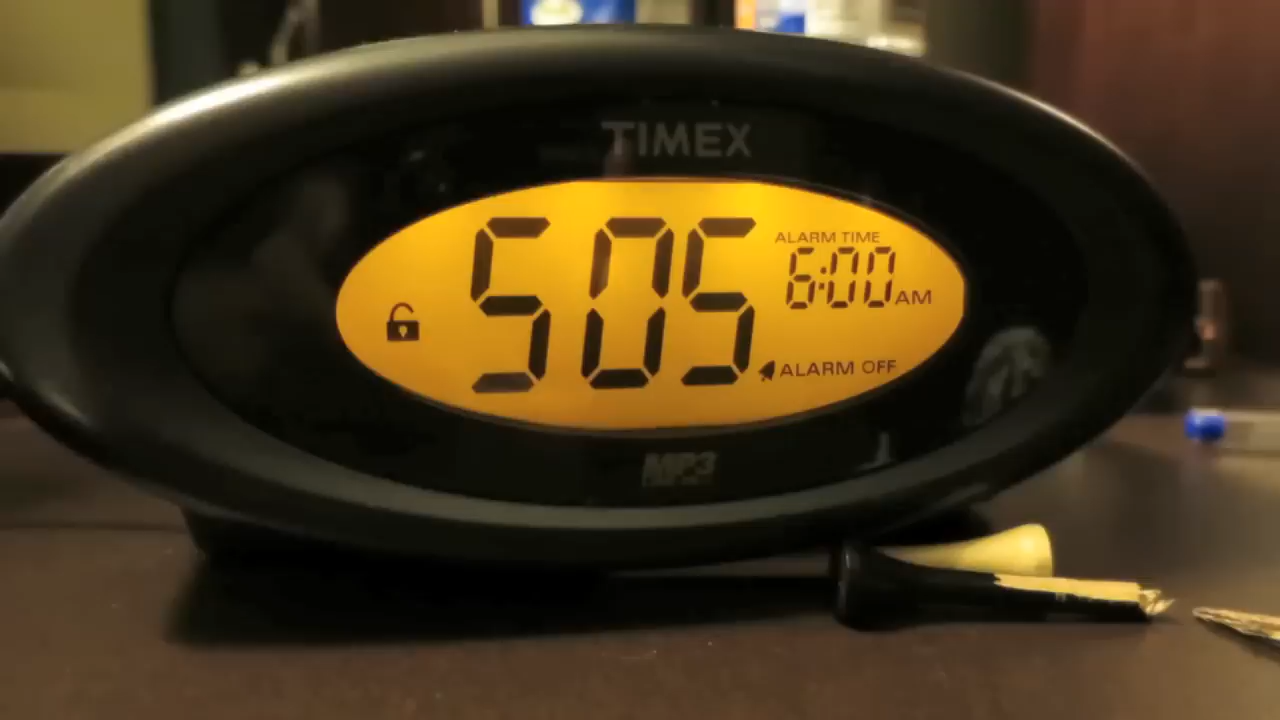 TIMEX
505
ALARM TIME
6:00 AM
ALARM OFF
MP3